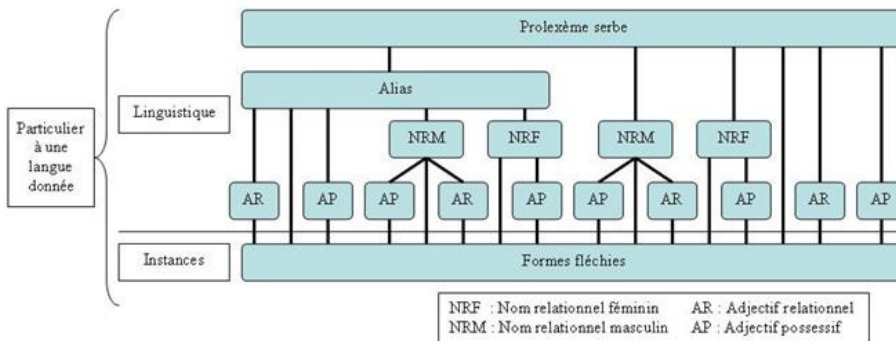 Prolexème serbe
Alias
Linguistique
Particulier
à une
langue
donnée
NRM
NRF
NRM
NRF
AR
AP
AP
AR
AP
AP
AR
AP
AR
AP
Instances
Formes fléchies
NRF : Nom relationnel féminin AR : Adjectif relationnel
NRM : Nom relationnel masculin AP : Adjectif possessif